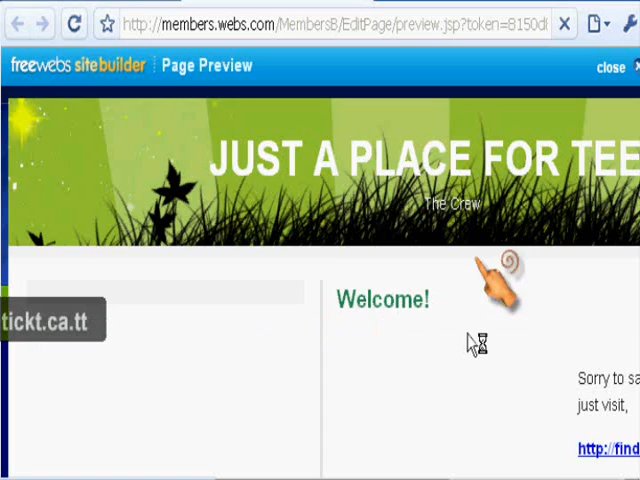 http://members.webs.com/MembersB/EditPage/preview.jsp?token=8150d
freewebs sitebuilder Page Preview close
JUST A PLACE FOR TEE
The Crew
Welcome!
tickt.ca.tt
Sorry to sa
just visit,
http://find